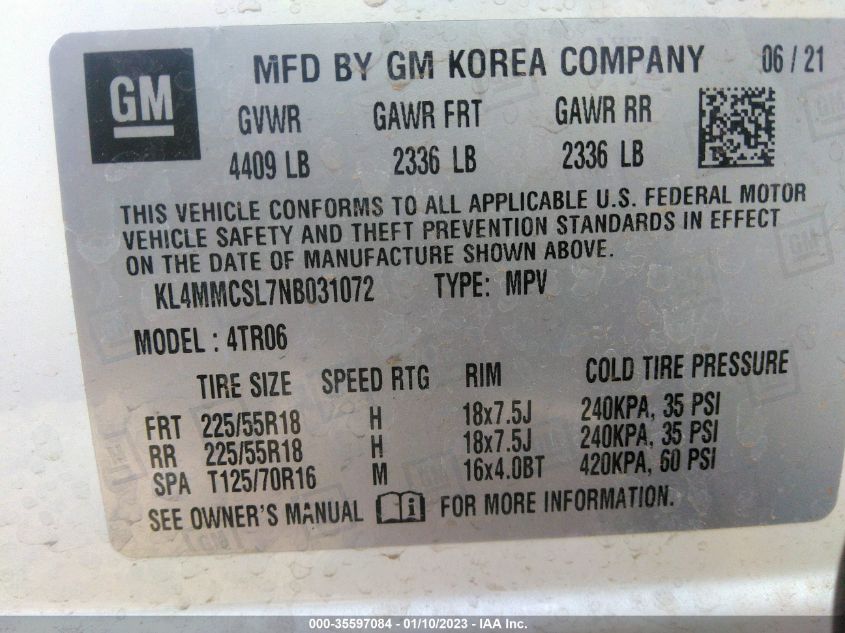 GM
MFD BY GM KOREA COMPANY 06 / 21
GVWR GAWR FRT GAWR RR
4409 LB 2336 LB 2336 LB
THIS VEHICLE CONFORMS TO ALL APPLICABLE U.S. FEDERAL MOTOR
VEHICLE SAFETY AND THEFT PREVENTION STANDARDS IN EFFECT
ON THE DATE OF MANUFACTURE SHOWN ABOVE.
KL4MMCSL7NB031072 TYPE: MPV
MODEL : 4TR06
TIRE SIZE SPEED RTG RIM COLD TIRE PRESSURE
FRT 225/55R18 H 18x7.5J 240KPA, 35 PSI
RR 225/55R18 H 18x7.5J 240KPA, 35 PSI
SPA T125/70R16 M 16x4.0BT 420KPA, 60 PSI
SEE OWNER'S MANUAL FOR MORE INFORMATION.
000-35597084 - 01/10/2023 - IAA Inc.